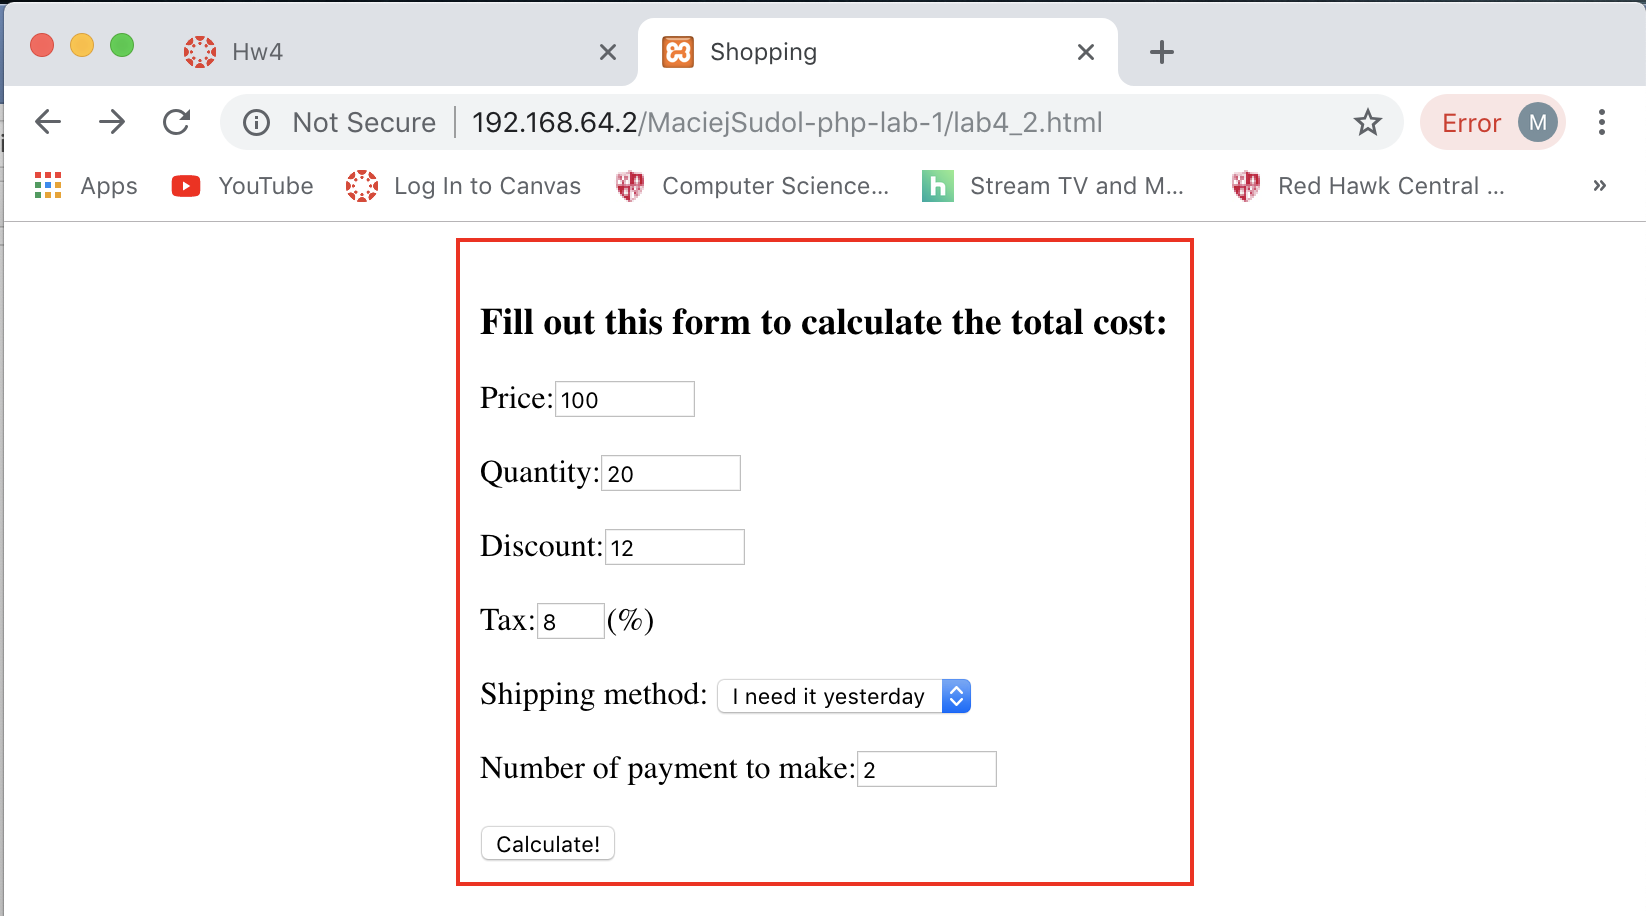 Hw4
Shopping
Not Secure 192.168.64.2/MaciejSudol-php-lab-1/lab4_2.html
Error M
Apps YouTube Log In to Canvas Computer Science... h Stream TV and M... Red Hawk Central ... »
Fill out this form to calculate the total cost:
Price: 100
Quantity: 20
Discount: 12
Tax: 8 (%)
Shipping method: I need it yesterday
Number of payment to make: 2
Calculate!